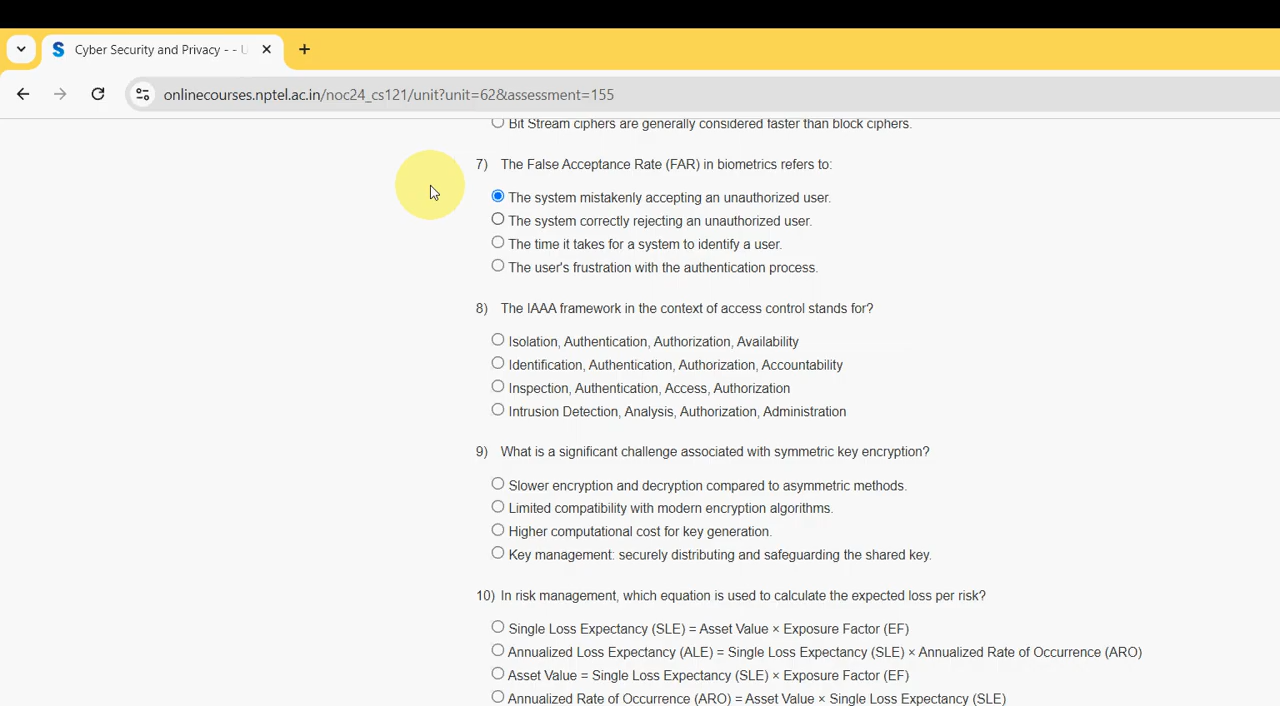 Cyber Security and Privacy - -
onlinecourses.nptel.ac.in/noc24_cs121/unit?unit=62&assessment=155
Bit Stream ciphers are generally considered faster than block ciphers.
7) The False Acceptance Rate (FAR) in biometrics refers to:
The system mistakenly accepting an unauthorized user.
The system correctly rejecting an unauthorized user.
The time it takes for a system to identify a user.
The user's frustration with the authentication process.
8) The IAAA framework in the context of access control stands for?
Isolation, Authentication, Authorization, Availability
Identification, Authentication, Authorization, Accountability
Inspection, Authentication, Access, Authorization
Intrusion Detection, Analysis, Authorization, Administration
9) What is a significant challenge associated with symmetric key encryption?
Slower encryption and decryption compared to asymmetric methods.
Limited compatibility with modern encryption algorithms.
Higher computational cost for key generation.
Key management: securely distributing and safeguarding the shared key.
10) In risk management, which equation is used to calculate the expected loss per risk?
Single Loss Expectancy (SLE) = Asset Value × Exposure Factor (EF)
Annualized Loss Expectancy (ALE) = Single Loss Expectancy (SLE) × Annualized Rate of Occurrence (ARO)
Asset Value = Single Loss Expectancy (SLE) × Exposure Factor (EF)
Annualized Rate of Occurrence (ARO) = Asset Value × Single Loss Expectancy (SLE)